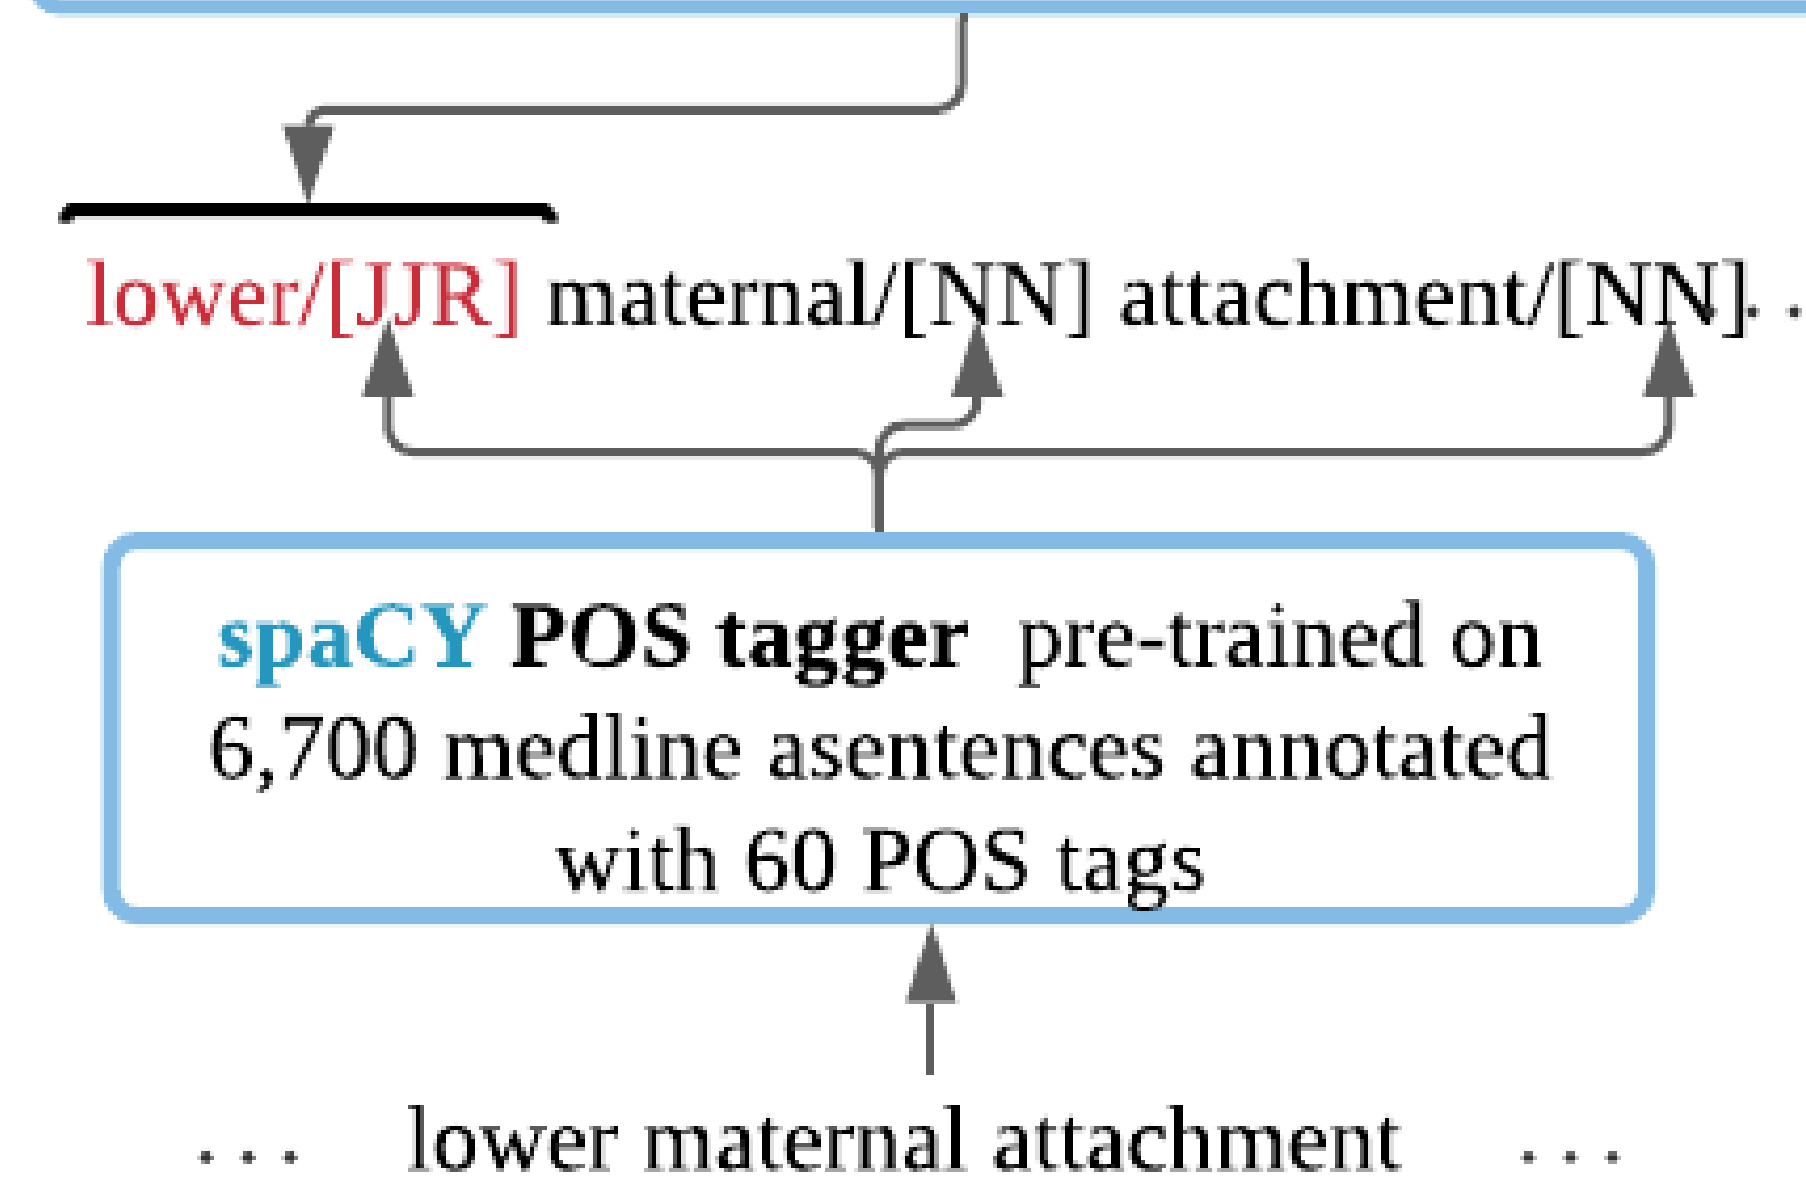 lower/[JJR] maternal/[NN] attachment/[NN]. .
spaCY POS tagger pre-trained on
6,700 medline asentences annotated
with 60 POS tags
... lower maternal attachment ...